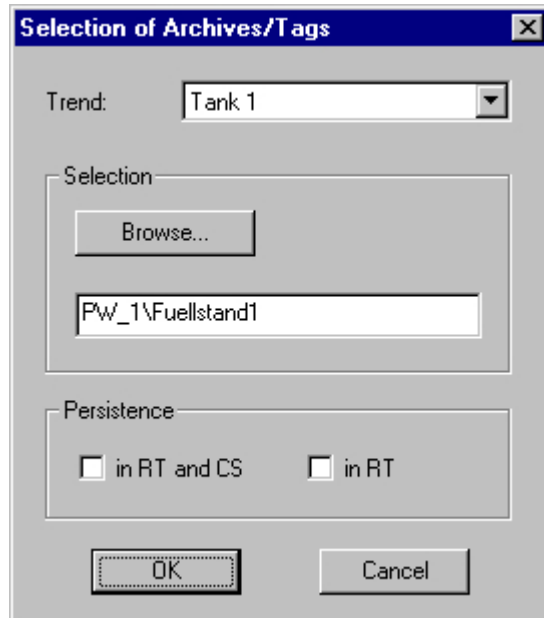 Selection of Archives/Tags
Trend: Tank 1
Selection
Browse...
PW_1\Fuellstand1
Persistence
in RT and CS in RT
OK Cancel